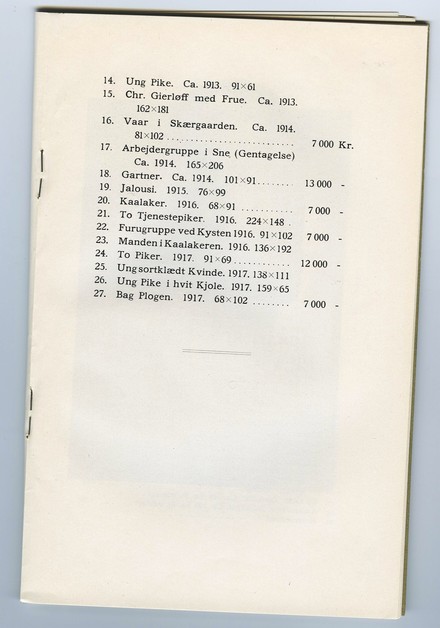 14. Ung Pike. Ca. 1913. 91×61
15. Chr. Gierløff med Frue. Ca. 1913.
162×181
16. Vaar i Skærgaarden. Ca. 1914.
81×102 .......................... 7 000 Kr.
17. Arbejdergruppe i Sne (Gentagelse)
Ca. 1914. 165×206
18. Gartner. Ca. 1914. 101×91........ 13 000 -
19. Jalousi. 1915. 76×99
20. Kaalaker. 1916. 68×91 ............ 7 000 -
21. To Tjenestepiker. 1916. 224×148 .
22. Furugruppe ved Kysten 1916. 91×102 7 000 -
23. Manden i Kaalakeren. 1916. 136×192
24. To Piker. 1917. 91×69............ 12 000 -
25. Ung sortklædt Kvinde. 1917. 138×111
26. Ung Pike i hvit Kjole. 1917. 159×65
27. Bag Plogen. 1917. 68×102 ........ 7 000 -